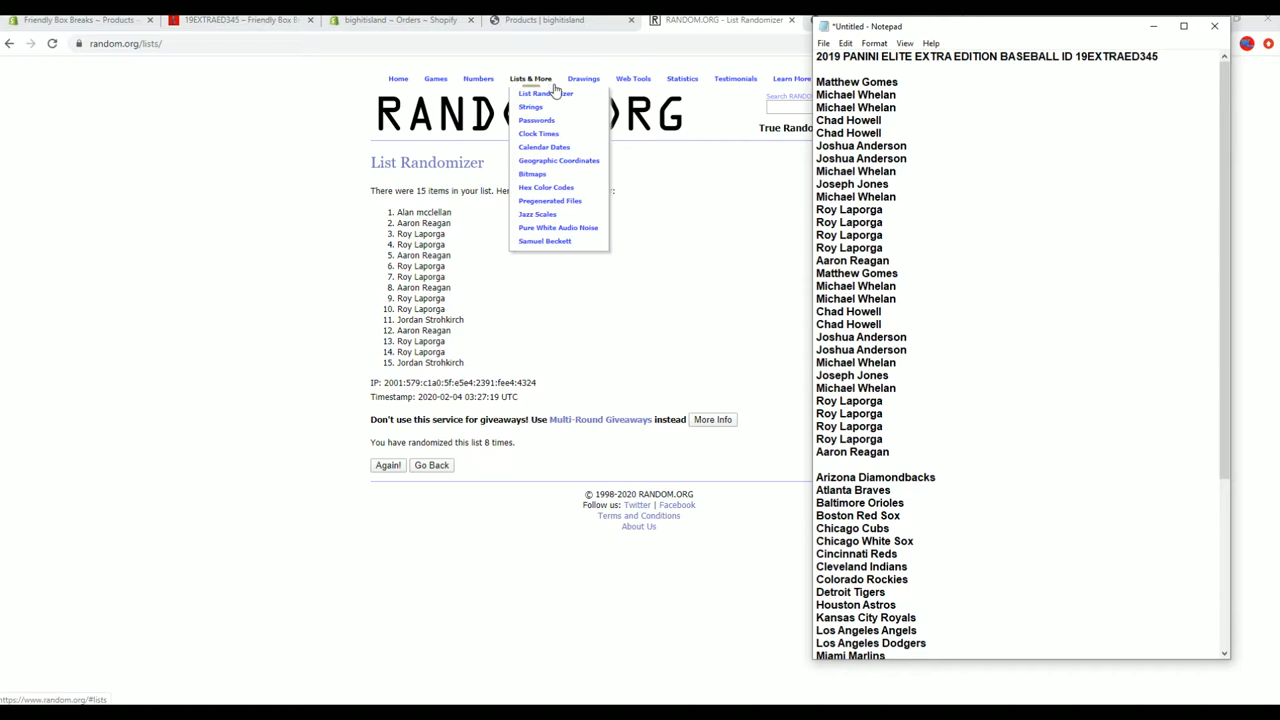 Friendly Box Breaks ~ Products
19EXTRAED345 ~ Friendly Box B
bighitisland ~ Orders ~ Shopify
Products | bighitisland
RANDOM.ORG - List Randomizer
random.org/lists/
Home Games Numbers Lists & More Drawings Web Tools Statistics Testimonials Learn More
Search RAND
RAND RG
True Rando
List Randomizer
Strings
Passwords
Clock Times
Calendar Dates
Geographic Coordinates
Bitmaps
Hex Color Codes
Pregenerated Files
Jazz Scales
Pure White Audio Noise
Samuel Beckett
List Randomizer
There were 15 items in your list. Her
1. Alan mcclellan
2. Aaron Reagan
3. Roy Laporga
4. Roy Laporga
5. Aaron Reagan
6. Roy Laporga
7. Roy Laporga
8. Aaron Reagan
9. Roy Laporga
10. Roy Laporga
11. Jordan Strohkirch
12. Aaron Reagan
13. Roy Laporga
14. Roy Laporga
15. Jordan Strohkirch
IP: 2001:579:c1a0:5f:e5e4:2391:fee4:4324
Timestamp: 2020-02-04 03:27:19 UTC
Don't use this service for giveaways! Use Multi-Round Giveaways instead More Info
You have randomized this list 8 times.
Again! Go Back
© 1998-2020 RANDOM.ORG
Follow us: Twitter | Facebook
Terms and Conditions
About Us
https://www.random.org/#lists
*Untitled - Notepad
File Edit Format View Help
2019 PANINI ELITE EXTRA EDITION BASEBALL ID 19EXTRAED345
Matthew Gomes
Michael Whelan
Michael Whelan
Chad Howell
Chad Howell
Joshua Anderson
Joshua Anderson
Michael Whelan
Joseph Jones
Michael Whelan
Roy Laporga
Roy Laporga
Roy Laporga
Roy Laporga
Aaron Reagan
Matthew Gomes
Michael Whelan
Michael Whelan
Chad Howell
Chad Howell
Joshua Anderson
Joshua Anderson
Michael Whelan
Joseph Jones
Michael Whelan
Roy Laporga
Roy Laporga
Roy Laporga
Roy Laporga
Aaron Reagan
Arizona Diamondbacks
Atlanta Braves
Baltimore Orioles
Boston Red Sox
Chicago Cubs
Chicago White Sox
Cincinnati Reds
Cleveland Indians
Colorado Rockies
Detroit Tigers
Houston Astros
Kansas City Royals
Los Angeles Angels
Los Angeles Dodgers
Miami Marlins